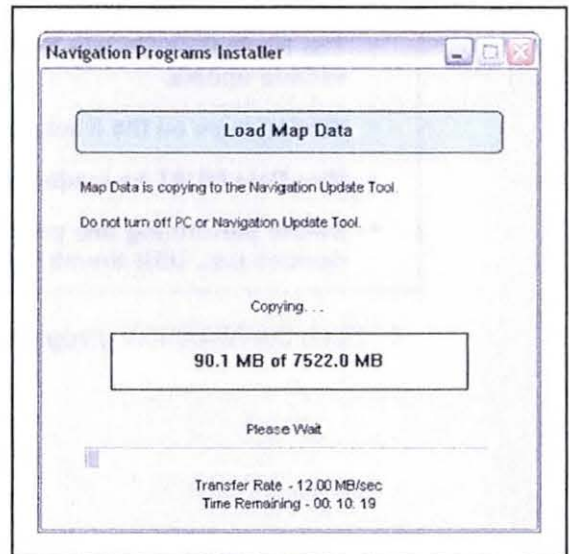 Navigation Programs Installer
Load Map Data
Map Data is copying to the Navigation Update Tool.
Do not turn off PC or Navigation Update Tool.
Copying. . .
90.1 MB of 7522.0 MB
Please Wait
Transfer Rate - 12.00 MB/sec
Time Remaining - 00: 10: 19